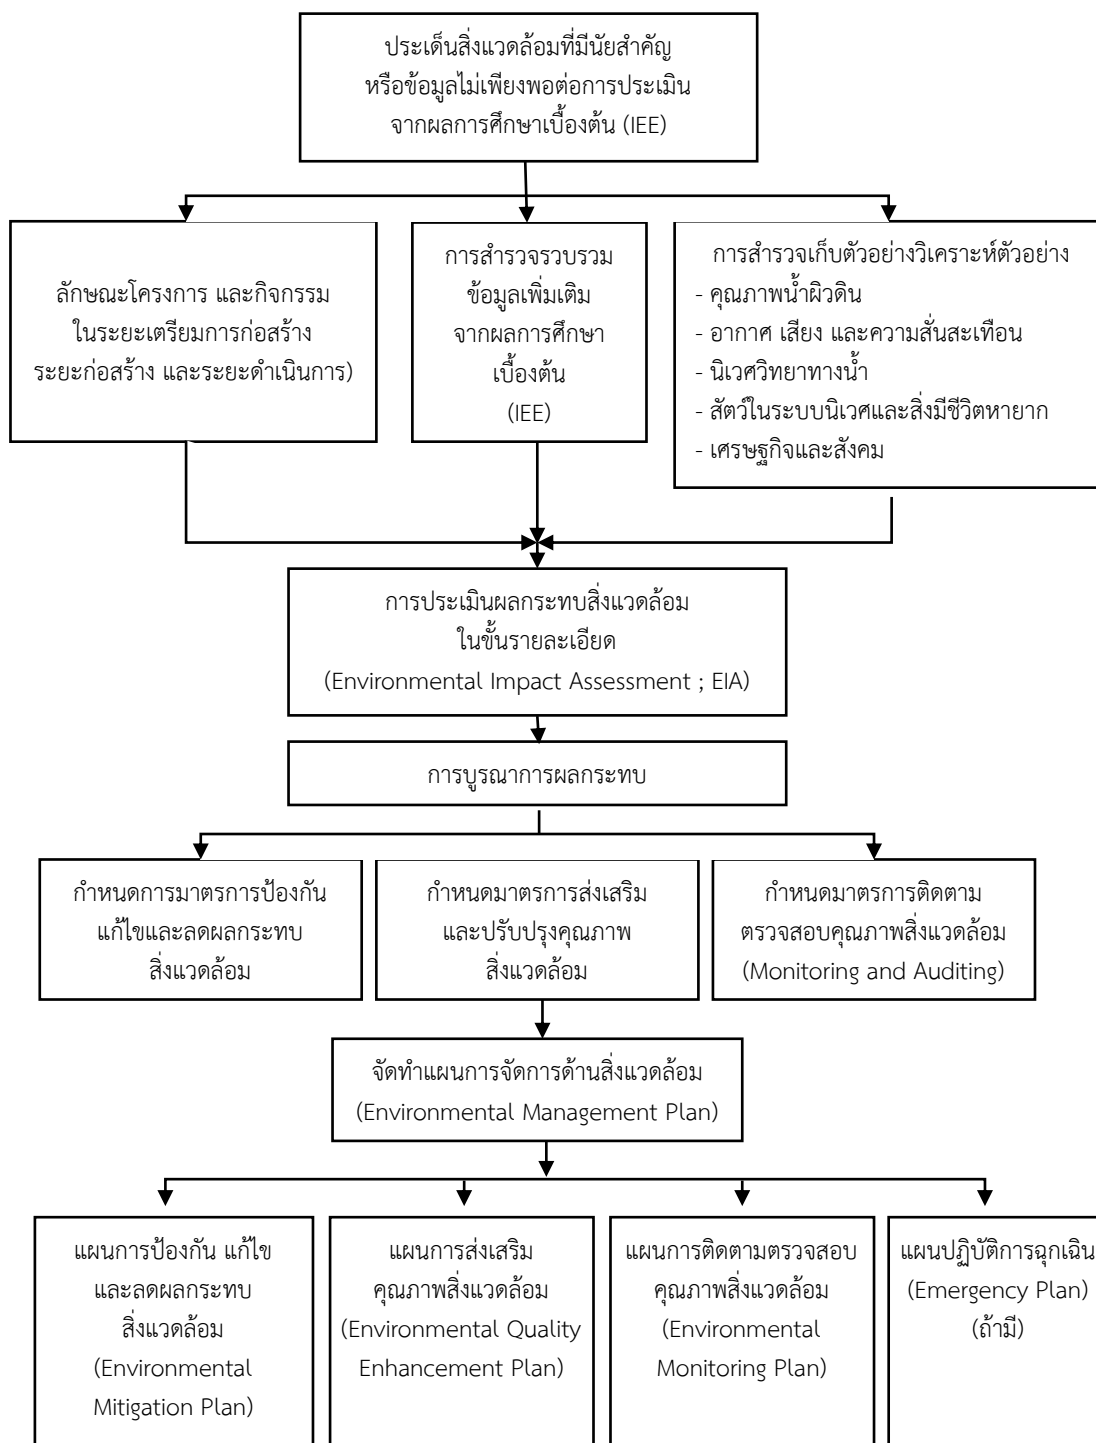 ประเด็นสิ่งแวดล้อมที่มีนัยสำคัญ
หรือข้อมูลไม่เพียงพอต่อการประเมิน
จากผลการศึกษาเบื้องต้น (IEE)
ลักษณะโครงการ และกิจกรรม
ในระยะเตรียมการก่อสร้าง
ระยะก่อสร้าง และระยะดำเนินการ)
การสำรวจรวบรวม
ข้อมูลเพิ่มเติม
จากผลการศึกษา
เบื้องต้น
(IEE)
การสำรวจเก็บตัวอย่างวิเคราะห์ตัวอย่าง
- คุณภาพน้ำผิวดิน
- อากาศ เสียง และความสั่นสะเทือน
- นิเวศวิทยาทางน้ำ
- สัตว์ในระบบนิเวศและสิ่งมีชีวิตหายาก
- เศรษฐกิจและสังคม
การประเมินผลกระทบสิ่งแวดล้อม
ในขั้นรายละเอียด
(Environmental Impact Assessment ; EIA)
การบูรณาการผลกระทบ
กำหนดการมาตรการป้องกัน
แก้ไขและลดผลกระทบ
สิ่งแวดล้อม
กำหนดมาตรการส่งเสริม
และปรับปรุงคุณภาพ
สิ่งแวดล้อม
กำหนดมาตรการติดตาม
ตรวจสอบคุณภาพสิ่งแวดล้อม
(Monitoring and Auditing)
จัดทำแผนการจัดการด้านสิ่งแวดล้อม
(Environmental Management Plan)
แผนการป้องกัน แก้ไข
และลดผลกระทบ
สิ่งแวดล้อม
(Environmental
Mitigation Plan)
แผนการส่งเสริม
คุณภาพสิ่งแวดล้อม
(Environmental Quality
Enhancement Plan)
แผนการติดตามตรวจสอบ
คุณภาพสิ่งแวดล้อม
(Environmental
Monitoring Plan)
แผนปฏิบัติการฉุกเฉิน
(Emergency Plan)
(ถ้ามี)